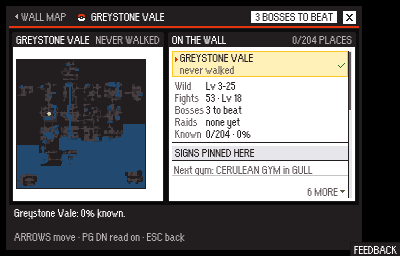 WALL MAP GREYSTONE VALE 3 BOSSES TO BEAT X
GREYSTONE VALE NEVER WALKED
ON THE WALL 0/204 PLACES
GREYSTONE VALE
never walked
Wild Lv 3-25
Fights 53 · Lv 18
Bosses 3 to beat
Raids none yet
Known 0/204 · 0%
SIGNS PINNED HERE
Next gym: CERULEAN GYM in GULL
6 MORE
Greystone Vale: 0% known.
ARROWS move · PG DN read on · ESC back
FEEDBACK